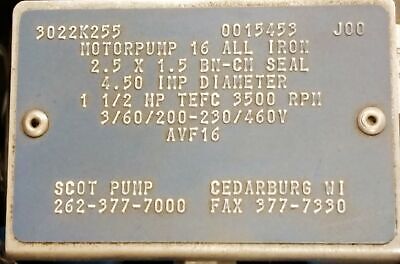 3022K255 0015453 J00
MOTORPUMP 16 ALL IRON
2.5 X 1.5 BN-CM SEAL
4.50 IMP DIAMETER
1 1/2 HP TEFC 3500 RPM
3/60/200-230/460V
AVF16
SCOT PUMP CEDARBURG WI
262-377-7000 FAX 377-7330